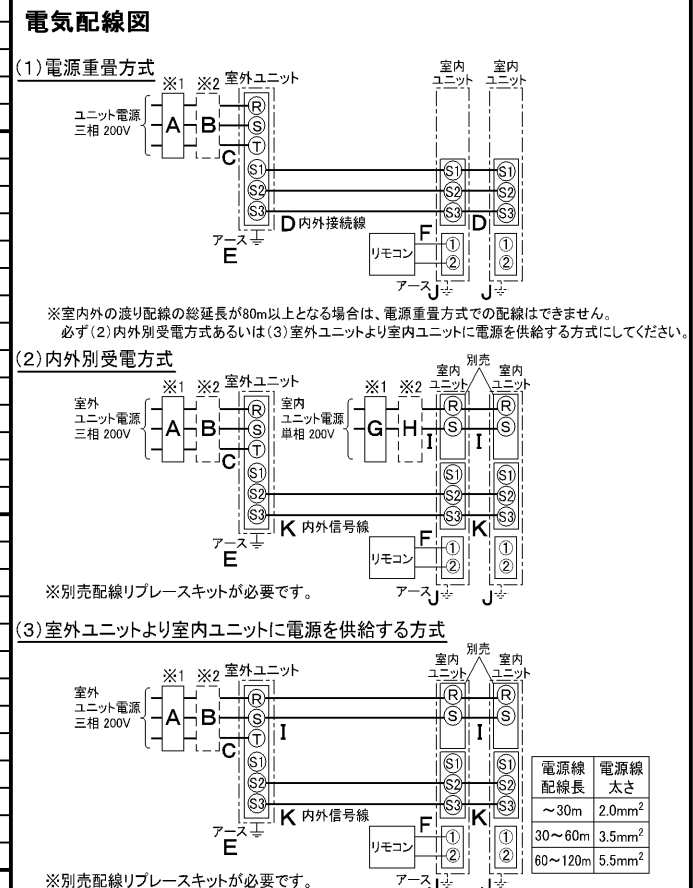 電気配線図
(1)電源重畳方式
※1 ※2 室外ユニット
室内
ユニット
室内
ユニット
ユニット電源
三相 200V
A B C
R
S
T
S1
S2
S3
S1
S2
S3
S1
S2
S3
D 内外接続線
D
アース
E
リモコン
F
①
②
①
②
アース J
J
※室内外の渡り配線の総延長が80m以上となる場合は、電源重畳方式での配線はできません。
必ず(2)内外別受電方式あるいは(3)室外ユニットより室内ユニットに電源を供給する方式にしてください。
(2)内外別受電方式
※1 ※2 室外ユニット
※1 ※2
別売
室内
ユニット
室内
ユニット
室外
ユニット電源
三相 200V
A B C
R
S
T
S1
S2
S3
室内
ユニット電源
単相 200V
G H I I
R
S
S1
S2
S3
R
S
S1
S2
S3
K 内外信号線
K
アース
E
リモコン
F
①
②
①
②
アース J
J
※別売配線リプレースキットが必要です。
(3)室外ユニットより室内ユニットに電源を供給する方式
※1 ※2 室外ユニット
別売
室内
ユニット
室内
ユニット
室外
ユニット電源
三相 200V
A B C
R
S
T
S1
S2
S3
I I
R
S
S1
S2
S3
R
S
S1
S2
S3
K 内外信号線
K
アース
E
リモコン
F
①
②
①
②
アース
※別売配線リプレースキットが必要です。
電源線
配線長
電源線
太さ
～30m 2.0mm²
30～60m 3.5mm²
60～120m 5.5mm²